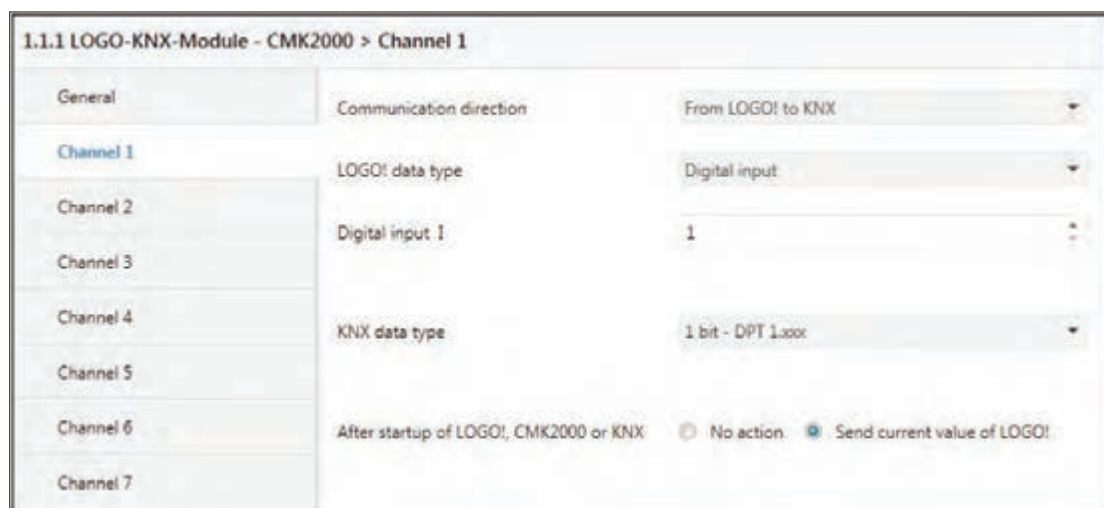 1.1.1 LOGO-KNX-Module - CMK2000 > Channel 1
General
Communication direction From LOGO! to KNX
Channel 1
LOGO! data type Digital input
Channel 2
Digital input I 1
Channel 3
Channel 4
KNX data type 1 bit - DPT 1.xxx
Channel 5
Channel 6
After startup of LOGO!, CMK2000 or KNX No action Send current value of LOGO!
Channel 7